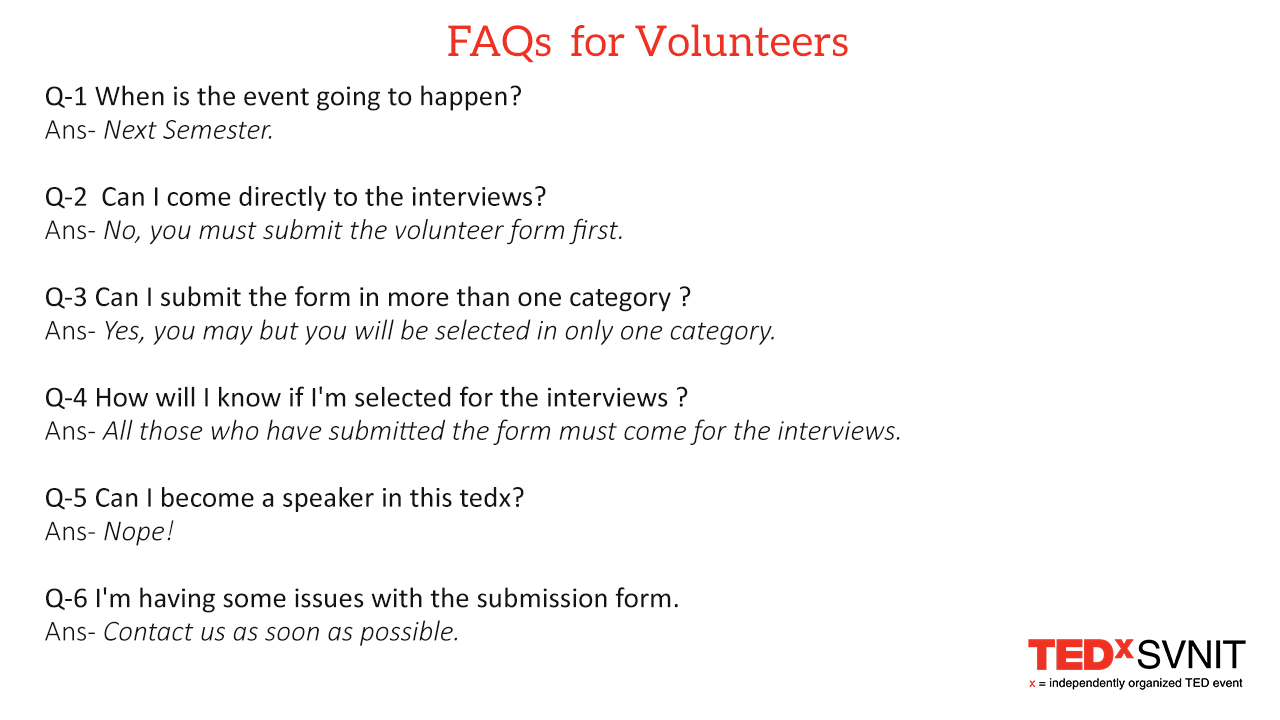 FAQs for Volunteers
Q-1 When is the event going to happen?
Ans- Next Semester.
Q-2  Can I come directly to the interviews?
Ans- No, you must submit the volunteer form first.
Q-3 Can I submit the form in more than one category ?
Ans- Yes, you may but you will be selected in only one category.
Q-4 How will I know if I'm selected for the interviews ?
Ans- All those who have submitted the form must come for the interviews.
Q-5 Can I become a speaker in this tedx?
Ans- Nope!
Q-6 I'm having some issues with the submission form.
Ans- Contact us as soon as possible.
TEDxSVNIT
x = independently organized TED event